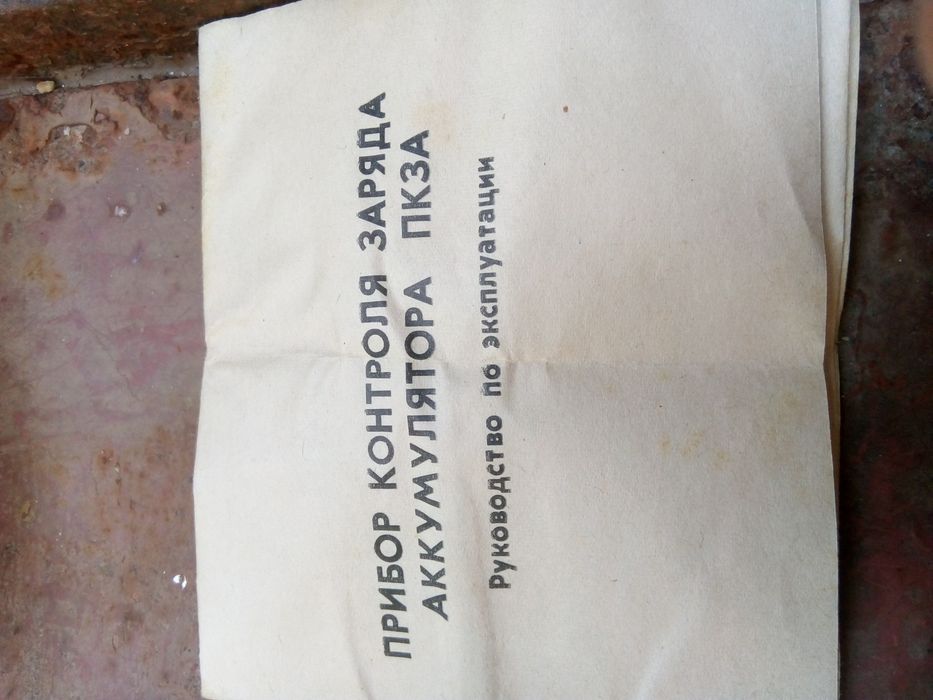 ПРИБОР КОНТРОЛЯ ЗАРЯДА
АККУМУЛЯТОРА ПКЗА
Руководство по эксплуатации